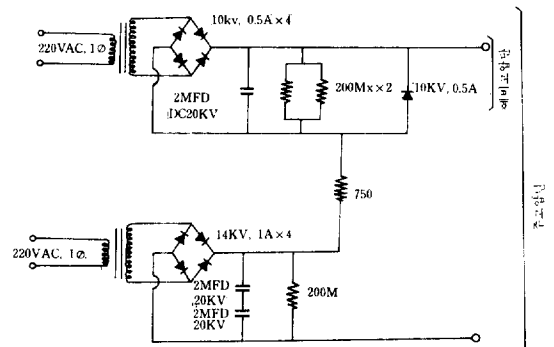 10kv, 0.5A×4
220VAC, 1∅
2MFD
DC20KV
200M×2
10KV, 0.5A
750
14KV, 1A×4
220VAC, 1∅.
2MFD
20KV
2MFD
20KV
200M